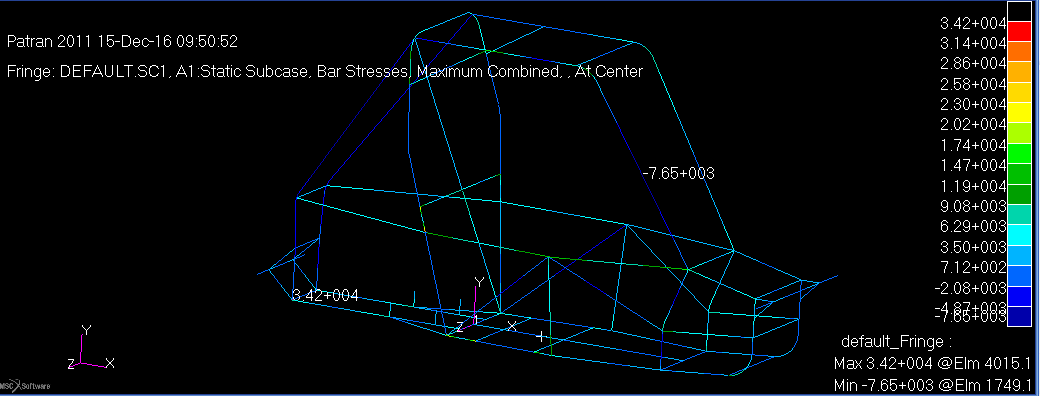 Patran 2011 15-Dec-16 09:50:52
Fringe: DEFAULT.SC1, A1:Static Subcase, Bar Stresses, Maximum Combined, , At Center
3.42+004
3.14+004
2.86+004
2.58+004
2.30+004
2.02+004
1.74+004
1.47+004
1.19+004
9.08+003
6.29+003
3.50+003
7.12+002
-2.08+003
-4.87+003
-7.65+003
-7.65+003
3.42+004
Y
Z
X
Y
Z
X
default_Fringe :
Max 3.42+004 @Elm 4015.1
Min -7.65+003 @Elm 1749.1
MSC Software